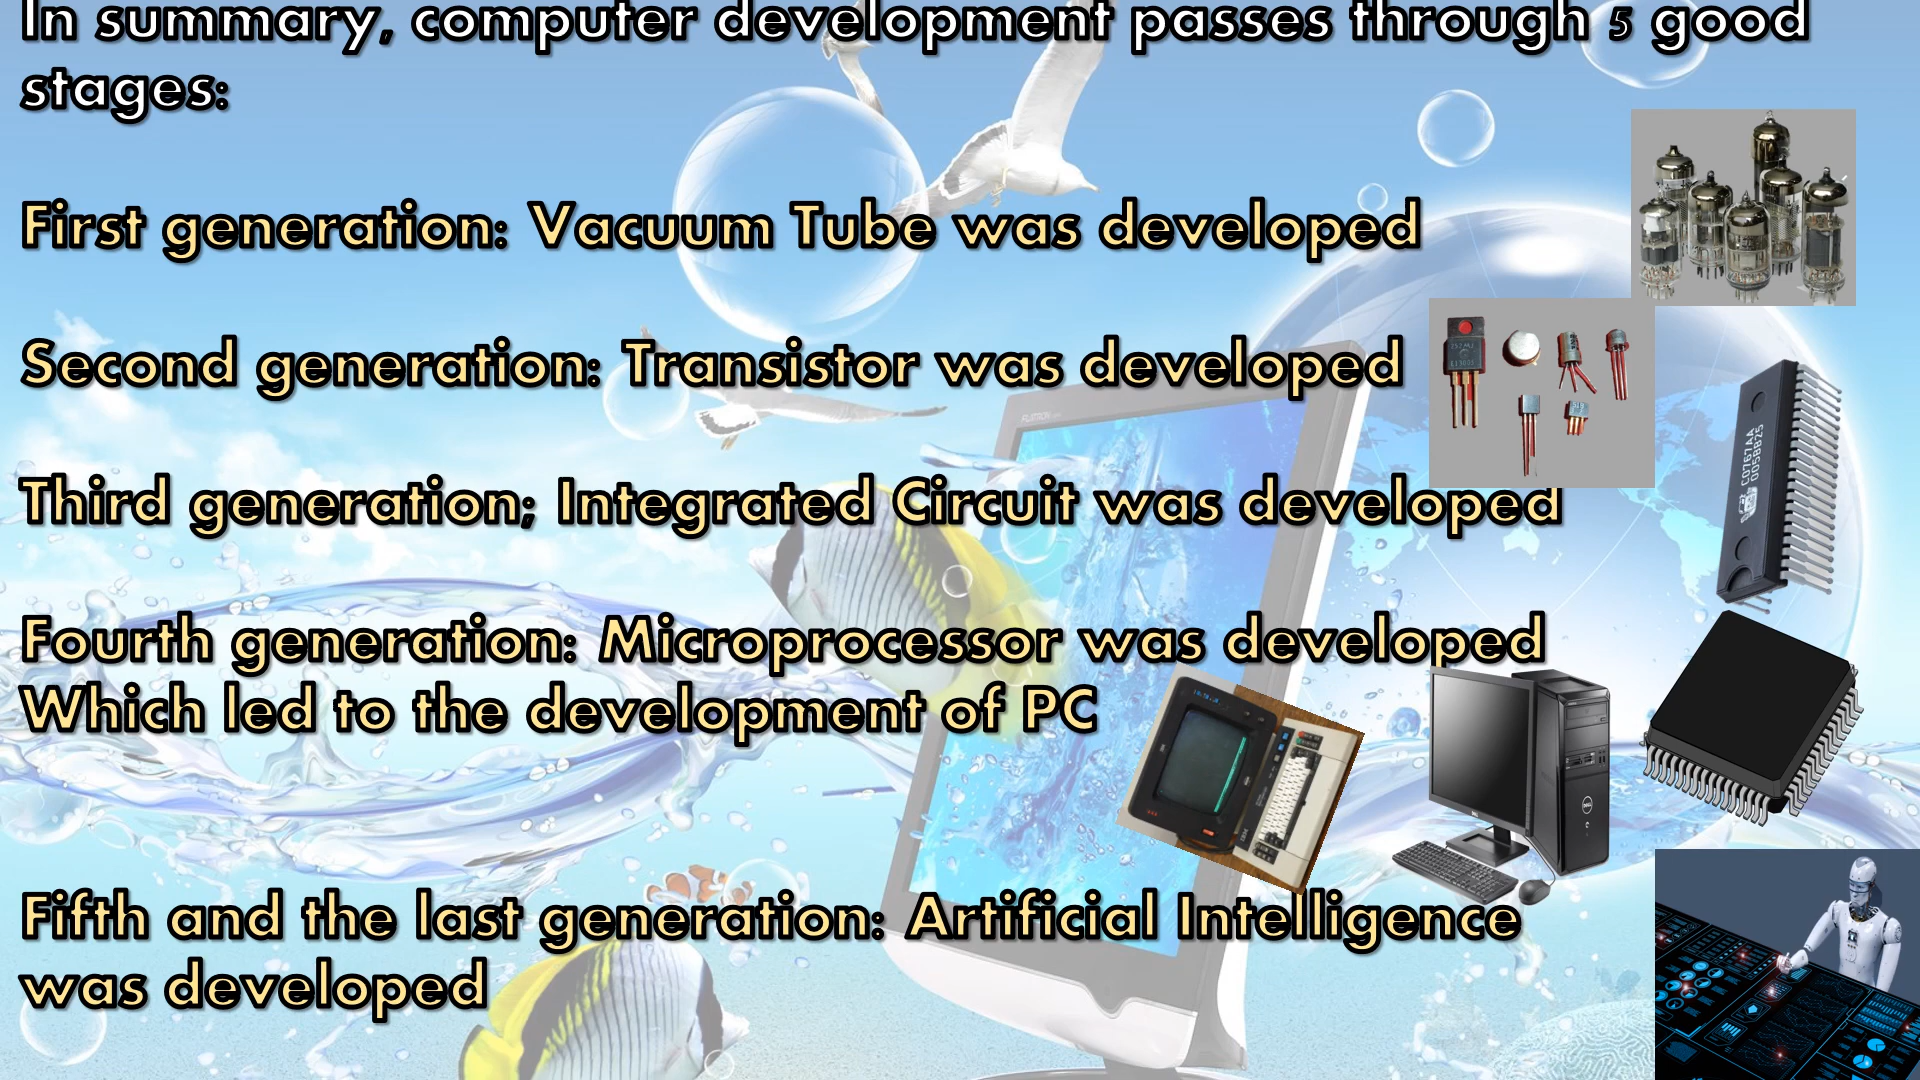 In summary, computer development passes through 5 good
stages:
First generation: Vacuum Tube was developed
Second generation: Transistor was developed
Third generation; Integrated Circuit was developed
Fourth generation: Microprocessor was developed
Which led to the development of PC
Fifth and the last generation: Artificial Intelligence
was developed
CD767AA